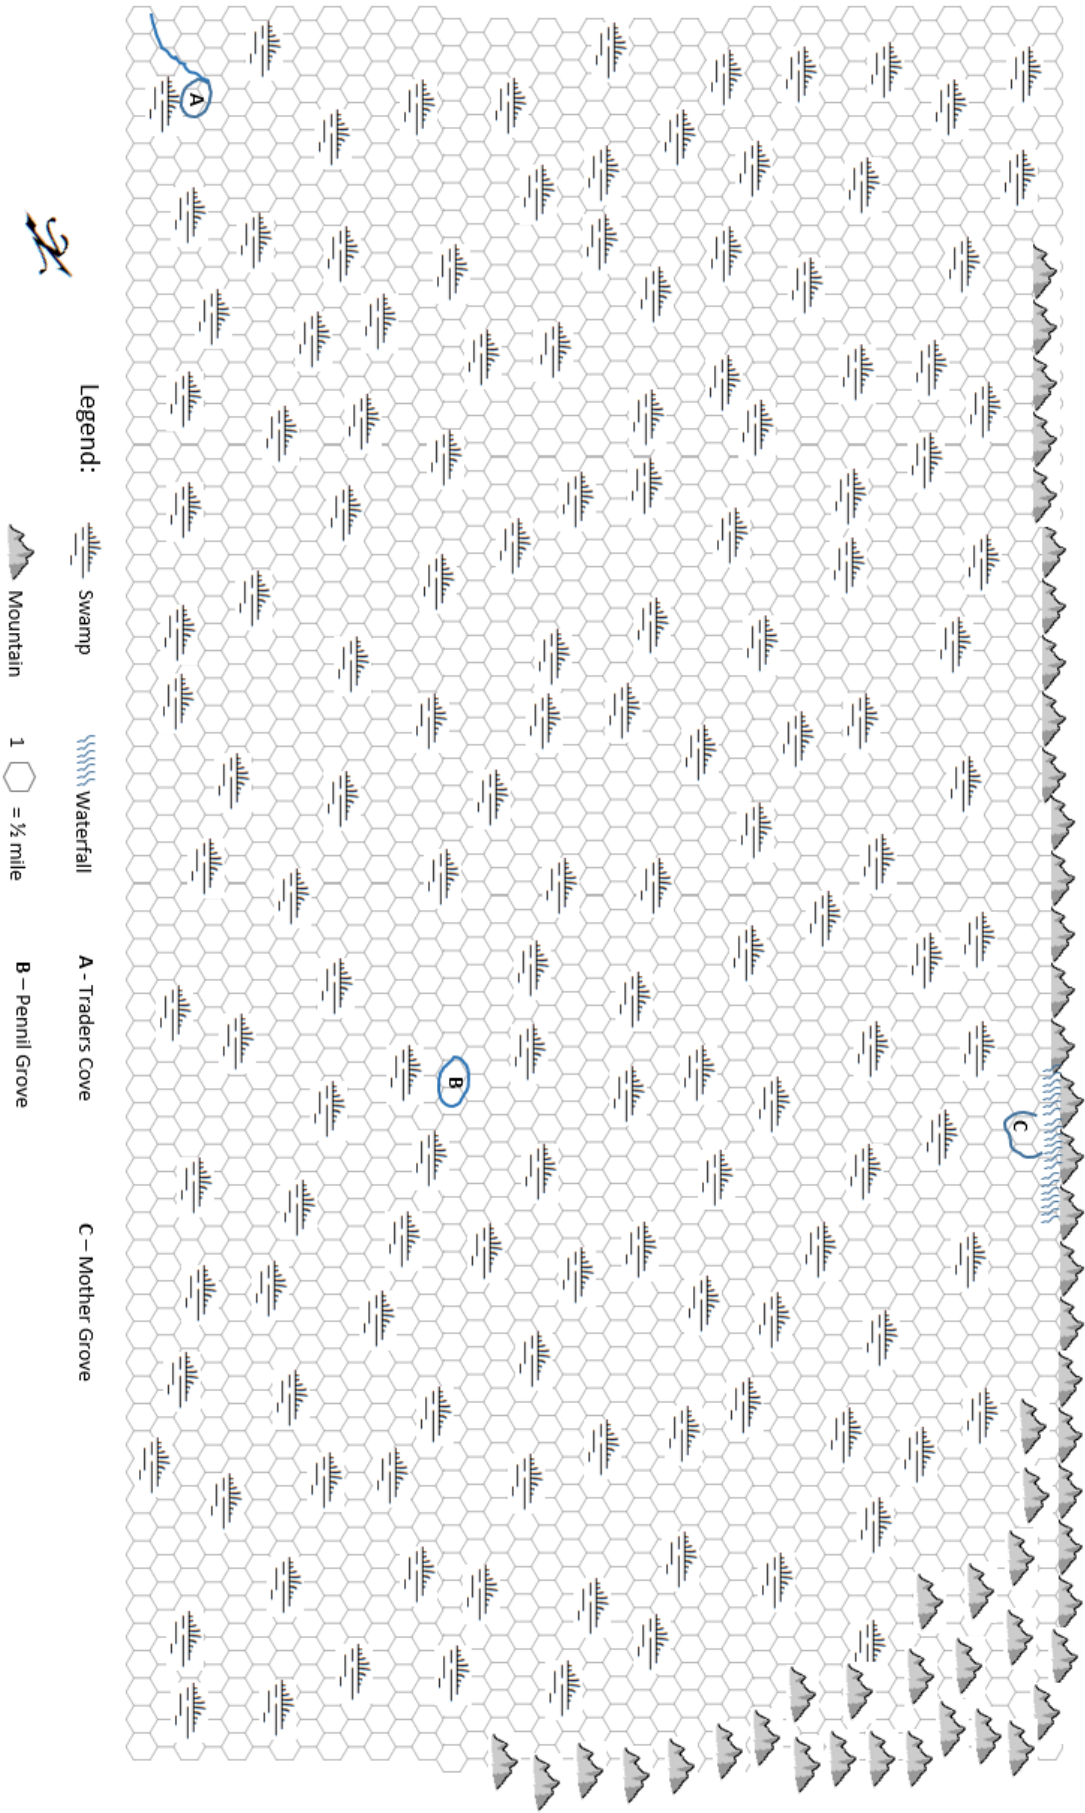 A
B
C
Legend:
Swamp
Waterfall
A - Traders Cove
C – Mother Grove
Mountain
1 = ½ mile
B – Pennil Grove